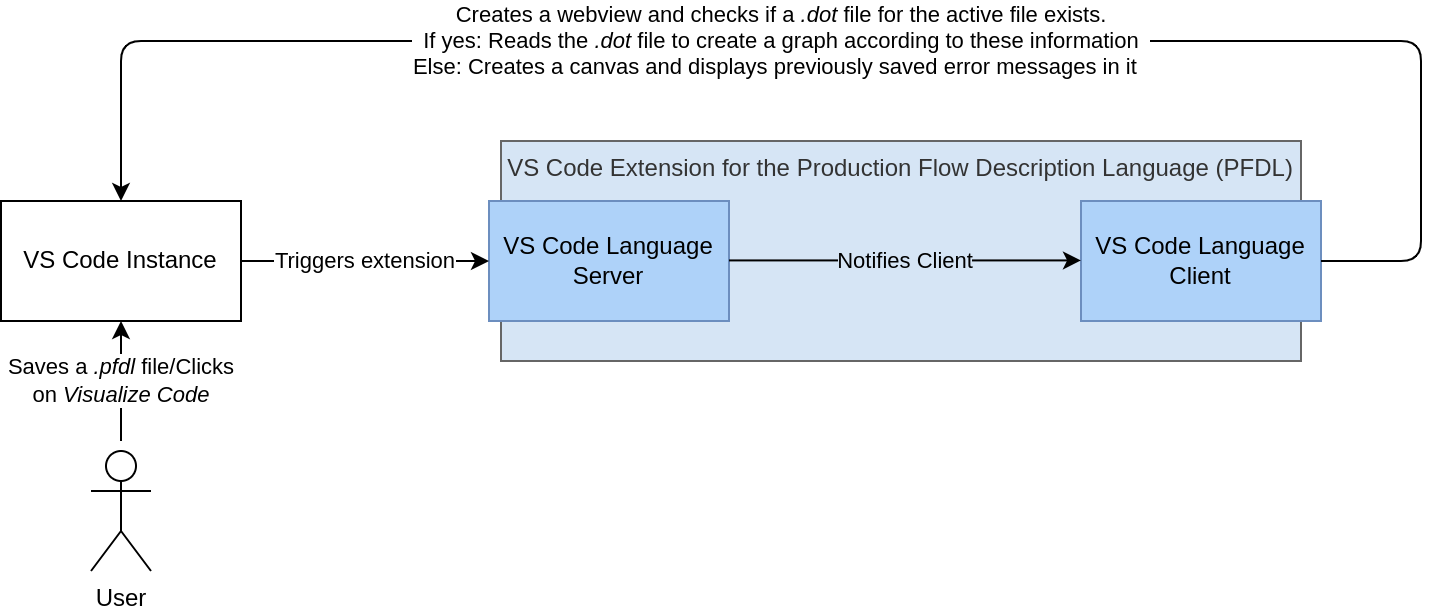 Creates a webview and checks if a .dot file for the active file exists.
If yes: Reads the .dot file to create a graph according to these information
Else: Creates a canvas and displays previously saved error messages in it
VS Code Extension for the Production Flow Description Language (PFDL)
VS Code Instance
Triggers extension
VS Code Language
Server
Notifies Client
VS Code Language
Client
Saves a .pfdl file/Clicks
on Visualize Code
User